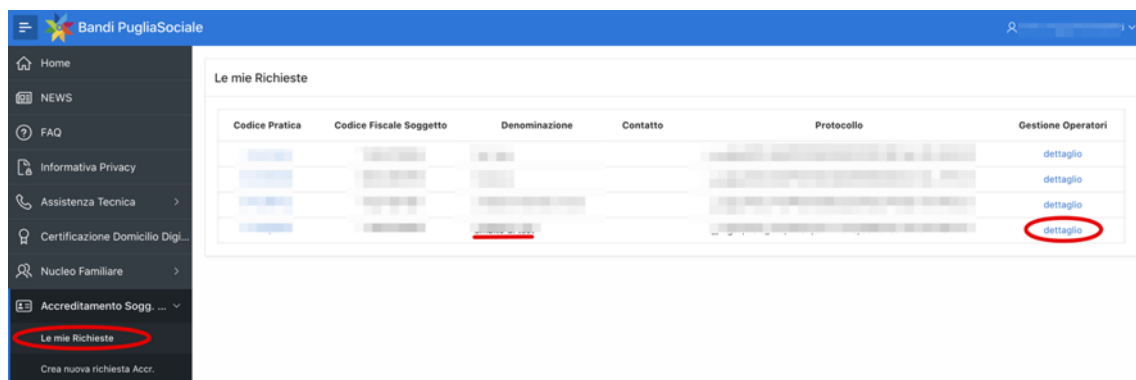 Bandi PugliaSociale
Home
NEWS
FAQ
Informativa Privacy
Assistenza Tecnica
Certificazione Domicilio Digi...
Nucleo Familiare
Accreditamento Sogg. ...
Le mie Richieste
Crea nuova richiesta Accr.
Le mie Richieste
Codice Pratica Codice Fiscale Soggetto Denominazione Contatto Protocollo Gestione Operatori
dettaglio
dettaglio
dettaglio
dettaglio